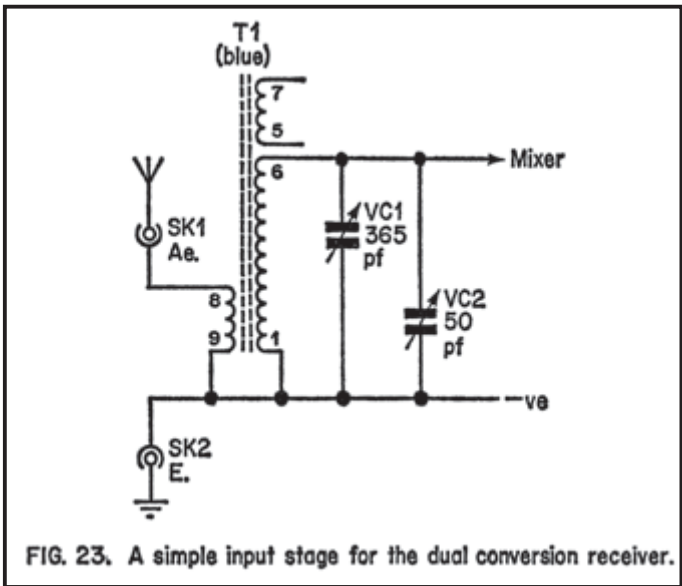 T1
(blue)
7
5
6
Mixer
SK1
Ae.
VC1
365
pf
8
9
1
VC2
50
pf
-ve
SK2
E.
FIG. 23. A simple input stage for the dual conversion receiver.